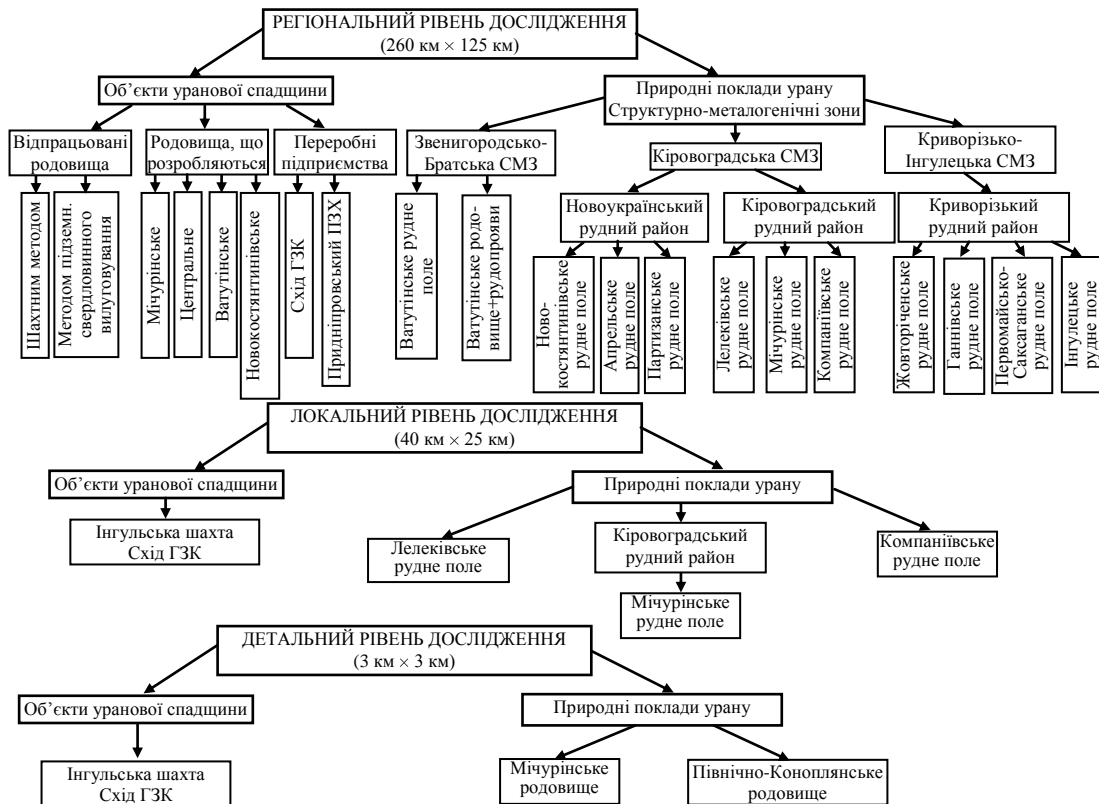 РЕГІОНАЛЬНИЙ РІВЕНЬ ДОСЛІДЖЕННЯ
(260 км × 125 км)
Об’єкти уранової спадщини
Природні поклади урану
Структурно-металогенічні зони
Відпрацьовані
родовища
Родовища, що
розробляються
Переробні
підприємства
Звенигородсько-
Братська СМЗ
Кіровоградська СМЗ
Криворізько-
Інгулецька СМЗ
Новоукраїнський
рудний район
Кіровоградський
рудний район
Криворізький
рудний район
Шахтним методом
Методом підземн.
свердловинного
вилуговування
Мічурінське
Центральне
Ватутінське
Новокостянтинівське
Схід ГЗК
Придніпровський ПЗХ
Ватутінське рудне
поле
Ватутінське родо-
вище+рудопрояви
Ново-
костянтинівське
рудне поле
Апрельське
рудне поле
Партизанське
рудне поле
Лелеківське
рудне поле
Мічурінське
рудне поле
Компаніївське
рудне поле
Жовторіченське
рудне поле
Ганнівське
рудне поле
Первомайсько-
Саксаганське
рудне поле
Інгулецьке
рудне поле
ЛОКАЛЬНИЙ РІВЕНЬ ДОСЛІДЖЕННЯ
(40 км × 25 км)
Об’єкти уранової спадщини
Природні поклади урану
Інгульська шахта
Схід ГЗК
Лелеківське
рудне поле
Кіровоградський
рудний район
Компаніївське
рудне поле
Мічурінське
рудне поле
ДЕТАЛЬНИЙ РІВЕНЬ ДОСЛІДЖЕННЯ
(3 км × 3 км)
Об’єкти уранової спадщини
Природні поклади урану
Інгульська шахта
Схід ГЗК
Мічурінське
родовище
Північно-Коноплянське
родовище